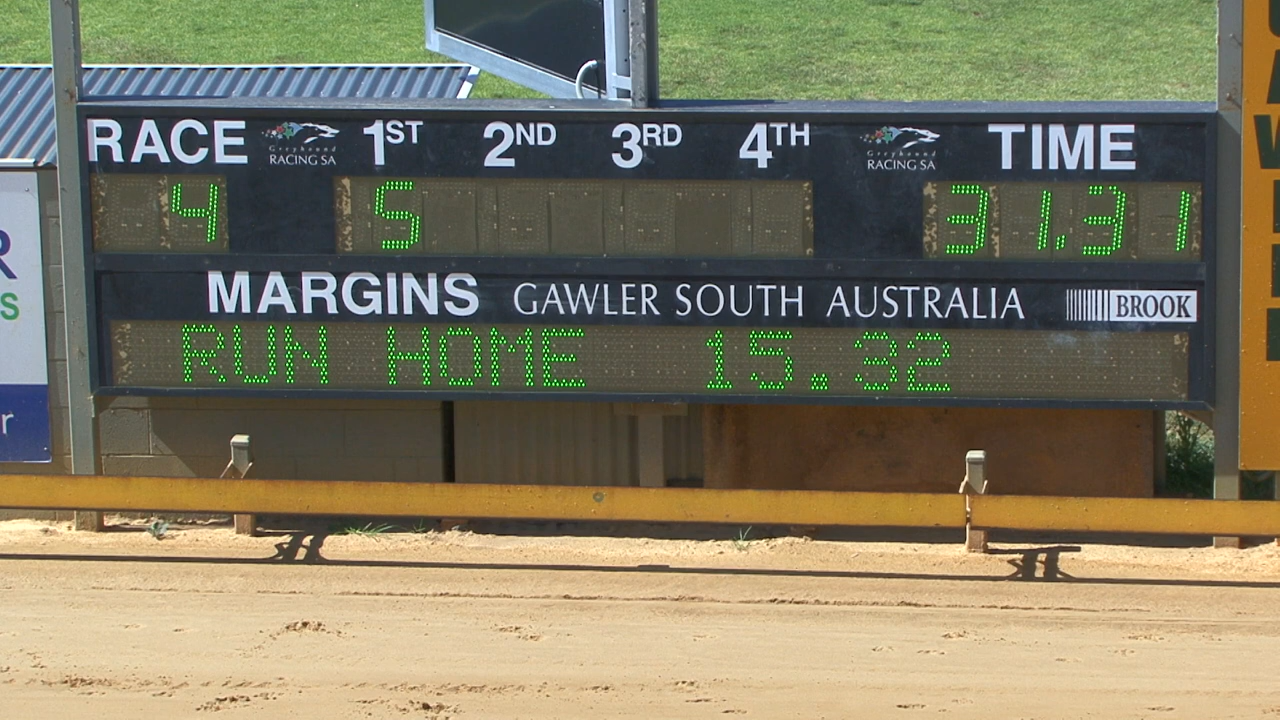 RACE Greyhound RACING SA 1ST 2ND 3RD 4TH Greyhound RACING SA TIME
4 5 31.31
MARGINS GAWLER SOUTH AUSTRALIA BROOK
RUN HOME 15.32
R
S
r